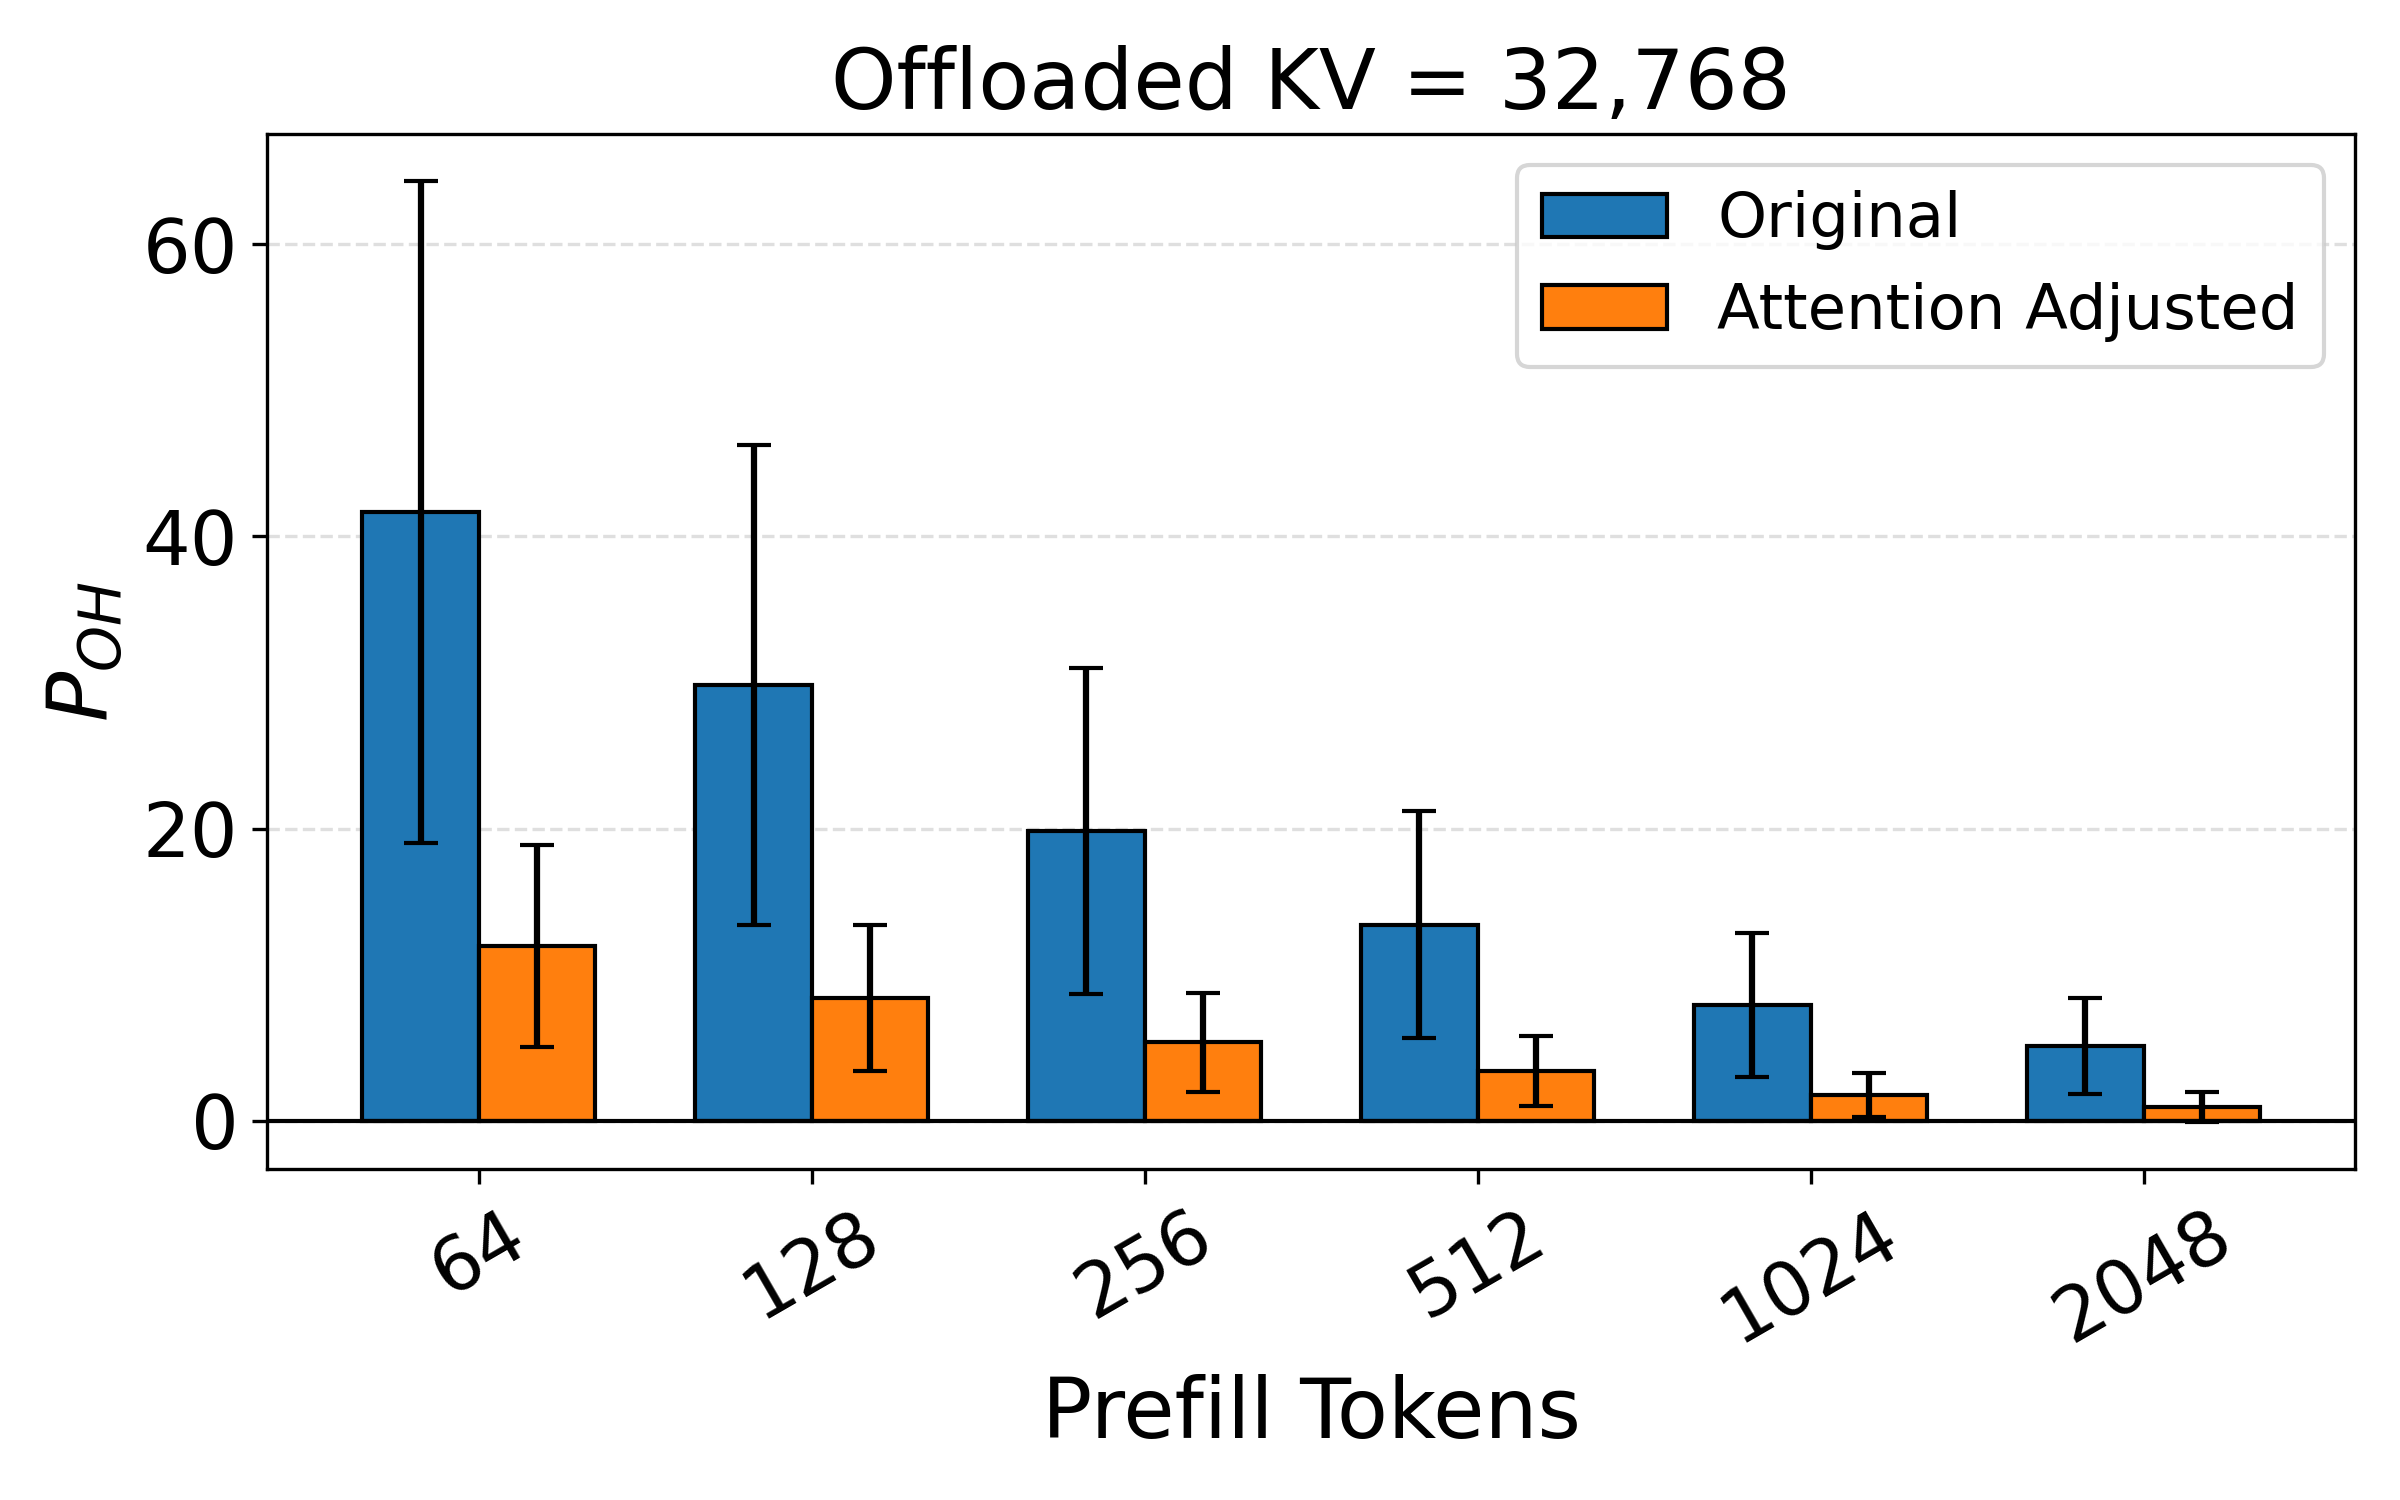 Offloaded KV = 32,768
Original
Attention Adjusted
60
40
20
0
P_OH
64
128
256
512
1024
2048
Prefill Tokens